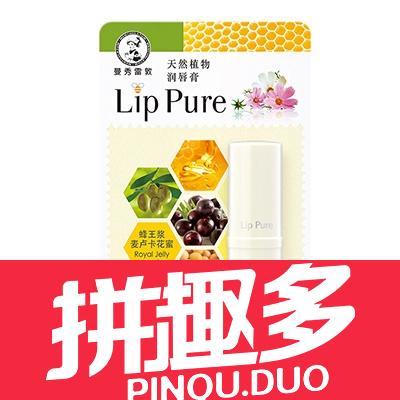 曼秀雷敦
天然植物
润唇膏
Lip Pure
蜂王浆
麦卢卡花蜜
Royal Jelly
Lip Pure
拼趣多
PINQU.DUO